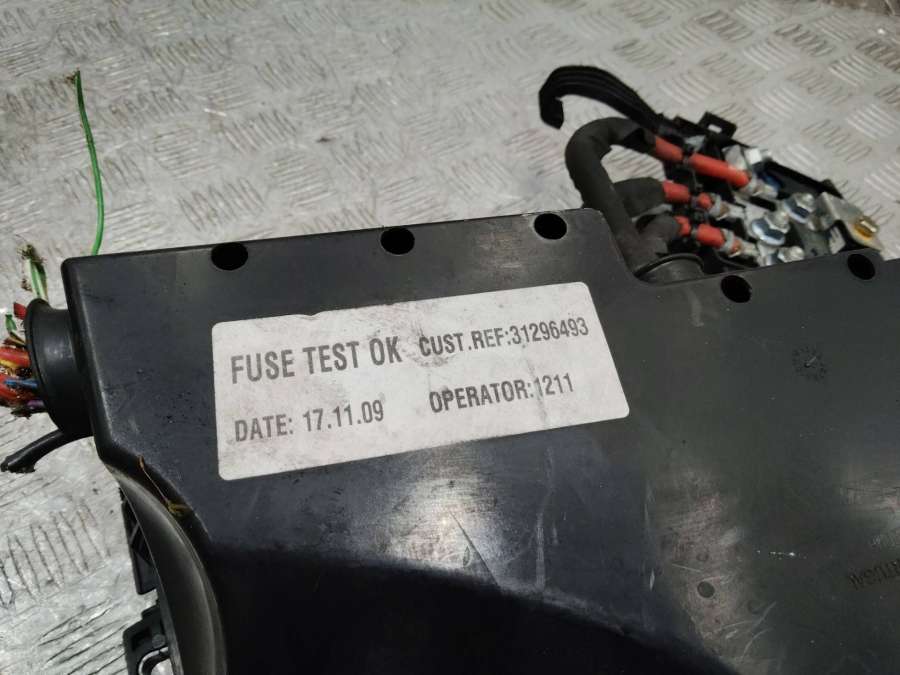 FUSE TEST OK CUST.REF:31296493
DATE: 17.11.09 OPERATOR:1211